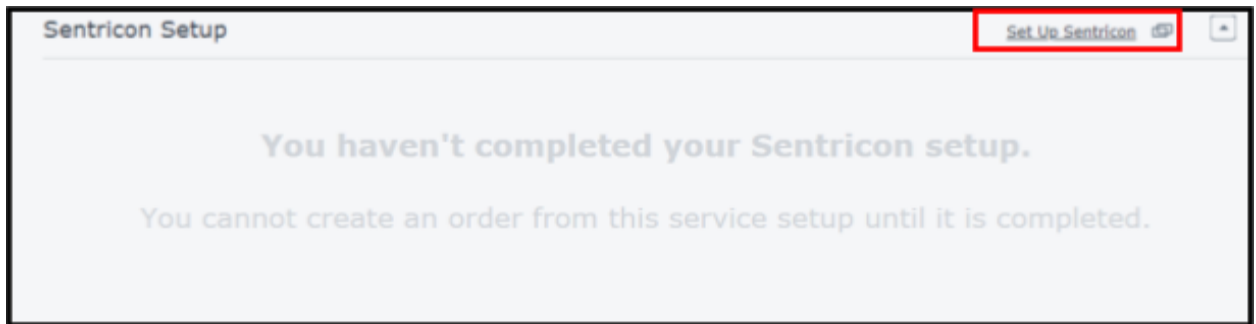 Sentricon Setup
Set Up Sentricon
You haven't completed your Sentricon setup.
You cannot create an order from this service setup until it is completed.